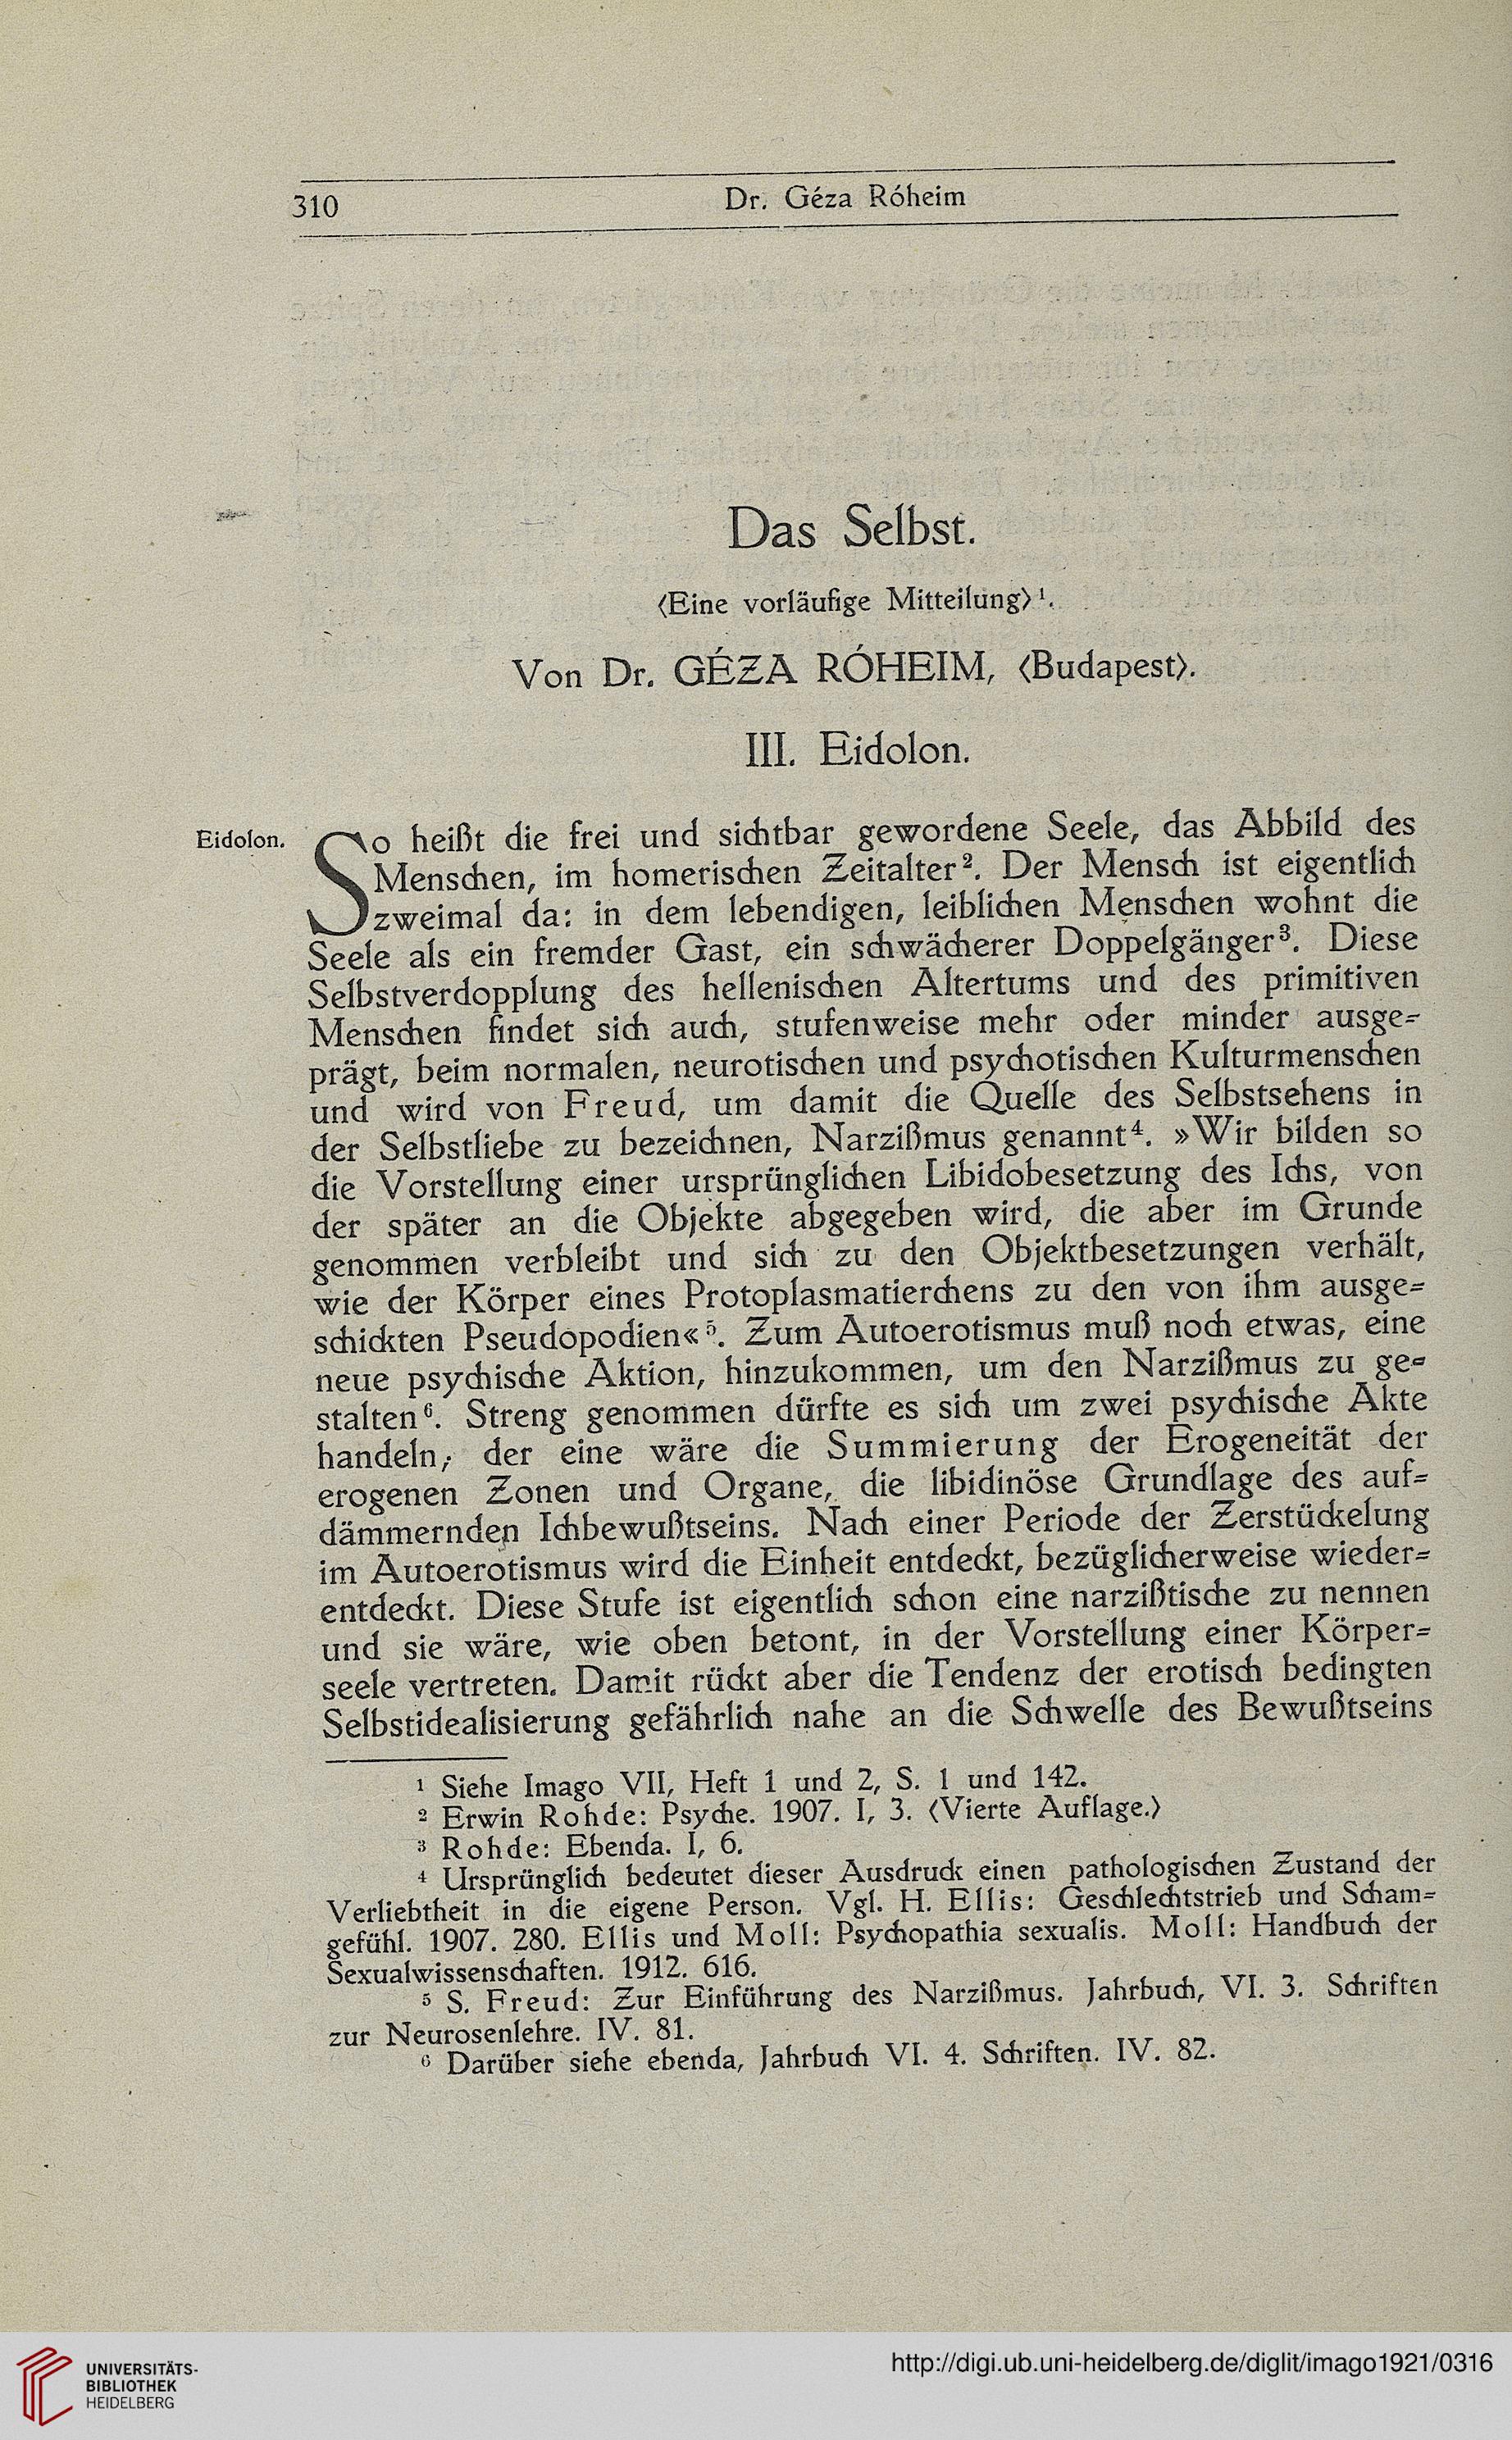 310
Dr. Géza Róheim
Das Selbst.
‹Eine vorläufige Mitteilung›¹.
Von Dr. GÉZA RÓHEIM, ‹Budapest›.
III. Eidolon.
Eidolon.
So heißt die frei und sichtbar gewordene Seele, das Abbild des
Menschen, im homerischen Zeitalter². Der Mensch ist eigentlich
zweimal da: in dem lebendigen, leiblichen Menschen wohnt die
Seele als ein fremder Gast, ein schwächerer Doppelgänger³. Diese
Selbstverdopplung des hellenischen Altertums und des primitiven
Menschen findet sich auch, stufenweise mehr oder minder ausge-
prägt, beim normalen, neurotischen und psychotischen Kulturmenschen
und wird von Freud, um damit die Quelle des Selbstsehens in
der Selbstliebe zu bezeichnen, Narzißmus genannt⁴. »Wir bilden so
die Vorstellung einer ursprünglichen Libidobesetzung des Ichs, von
der später an die Objekte abgegeben wird, die aber im Grunde
genommen verbleibt und sich zu den Objektbesetzungen verhält,
wie der Körper eines Protoplasmatierchens zu den von ihm ausge-
schickten Pseudopodien«⁵. Zum Autoerotismus muß noch etwas, eine
neue psychische Aktion, hinzukommen, um den Narzißmus zu ge-
stalten⁶. Streng genommen dürfte es sich um zwei psychische Akte
handeln; der eine wäre die Summierung der Erogeneität der
erogenen Zonen und Organe, die libidinöse Grundlage des auf-
dämmernden Ichbewußtseins. Nach einer Periode der Zerstückelung
im Autoerotismus wird die Einheit entdeckt, bezüglicherweise wieder-
entdeckt. Diese Stufe ist eigentlich schon eine narzißtische zu nennen
und sie wäre, wie oben betont, in der Vorstellung einer Körper-
seele vertreten. Damit rückt aber die Tendenz der erotisch bedingten
Selbstidealisierung gefährlich nahe an die Schwelle des Bewußtseins
¹ Siehe Imago VII, Heft 1 und 2, S. 1 und 142.
² Erwin Rohde: Psyche. 1907. I, 3. ‹Vierte Auflage.›
³ Rohde: Ebenda. I, 6.
⁴ Ursprünglich bedeutet dieser Ausdruck einen pathologischen Zustand der
Verliebtheit in die eigene Person. Vgl. H. Ellis: Geschlechtstrieb und Scham-
gefühl. 1907. 280. Ellis und Moll: Psychopathia sexualis. Moll: Handbuch der
Sexualwissenschaften. 1912. 616.
⁵ S. Freud: Zur Einführung des Narzißmus. Jahrbuch, VI. 3. Schriften
zur Neurosenlehre. IV. 81.
⁶ Darüber siehe ebenda, Jahrbuch VI. 4. Schriften. IV. 82.
UNIVERSITÄTS-
BIBLIOTHEK
HEIDELBERG
http://digi.ub.uni-heidelberg.de/diglit/imago1921/0316